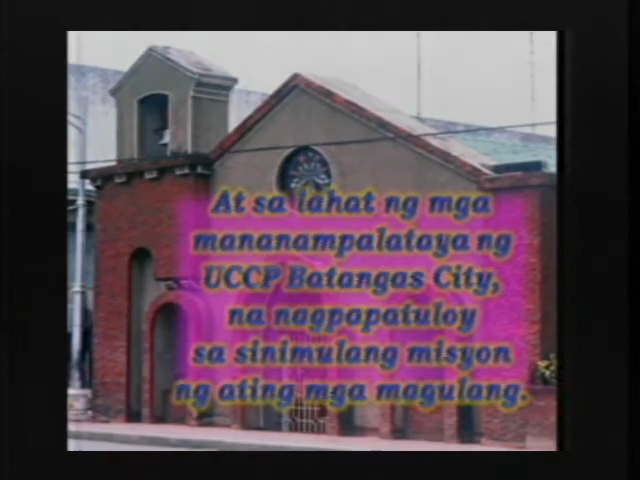 At sa lahat ng mga
mananampalataya ng
UCCP Batangas City,
na nagpapatuloy
sa sinimulang misyon
ng ating mga magulang.